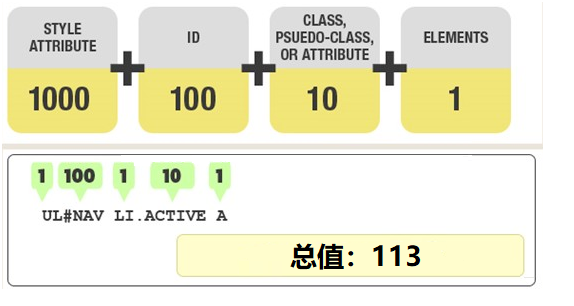 STYLE
ATTRIBUTE
1000
+
ID
100
+
CLASS,
PSUEDO-CLASS,
OR ATTRIBUTE
10
+
ELEMENTS
1
1 100 1 10 1
UL#NAV LI.ACTIVE A
总值：113